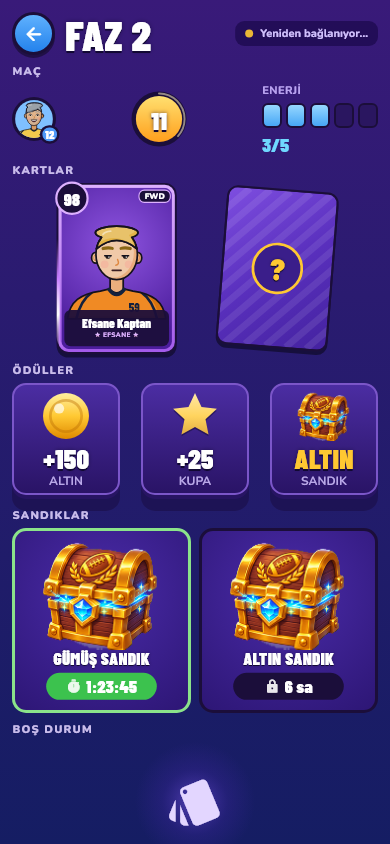 FAZ 2
Yeniden bağlanıyor...
MAÇ
12
11
ENERJİ
3/5
KARTLAR
98
FWD
59
Efsane Kaptan
★ EFSANE ★
?
ÖDÜLLER
+150
ALTIN
+25
KUPA
ALTIN
SANDIK
SANDIKLAR
GÜMÜŞ SANDIK
1:23:45
ALTIN SANDIK
6 sa
BOŞ DURUM